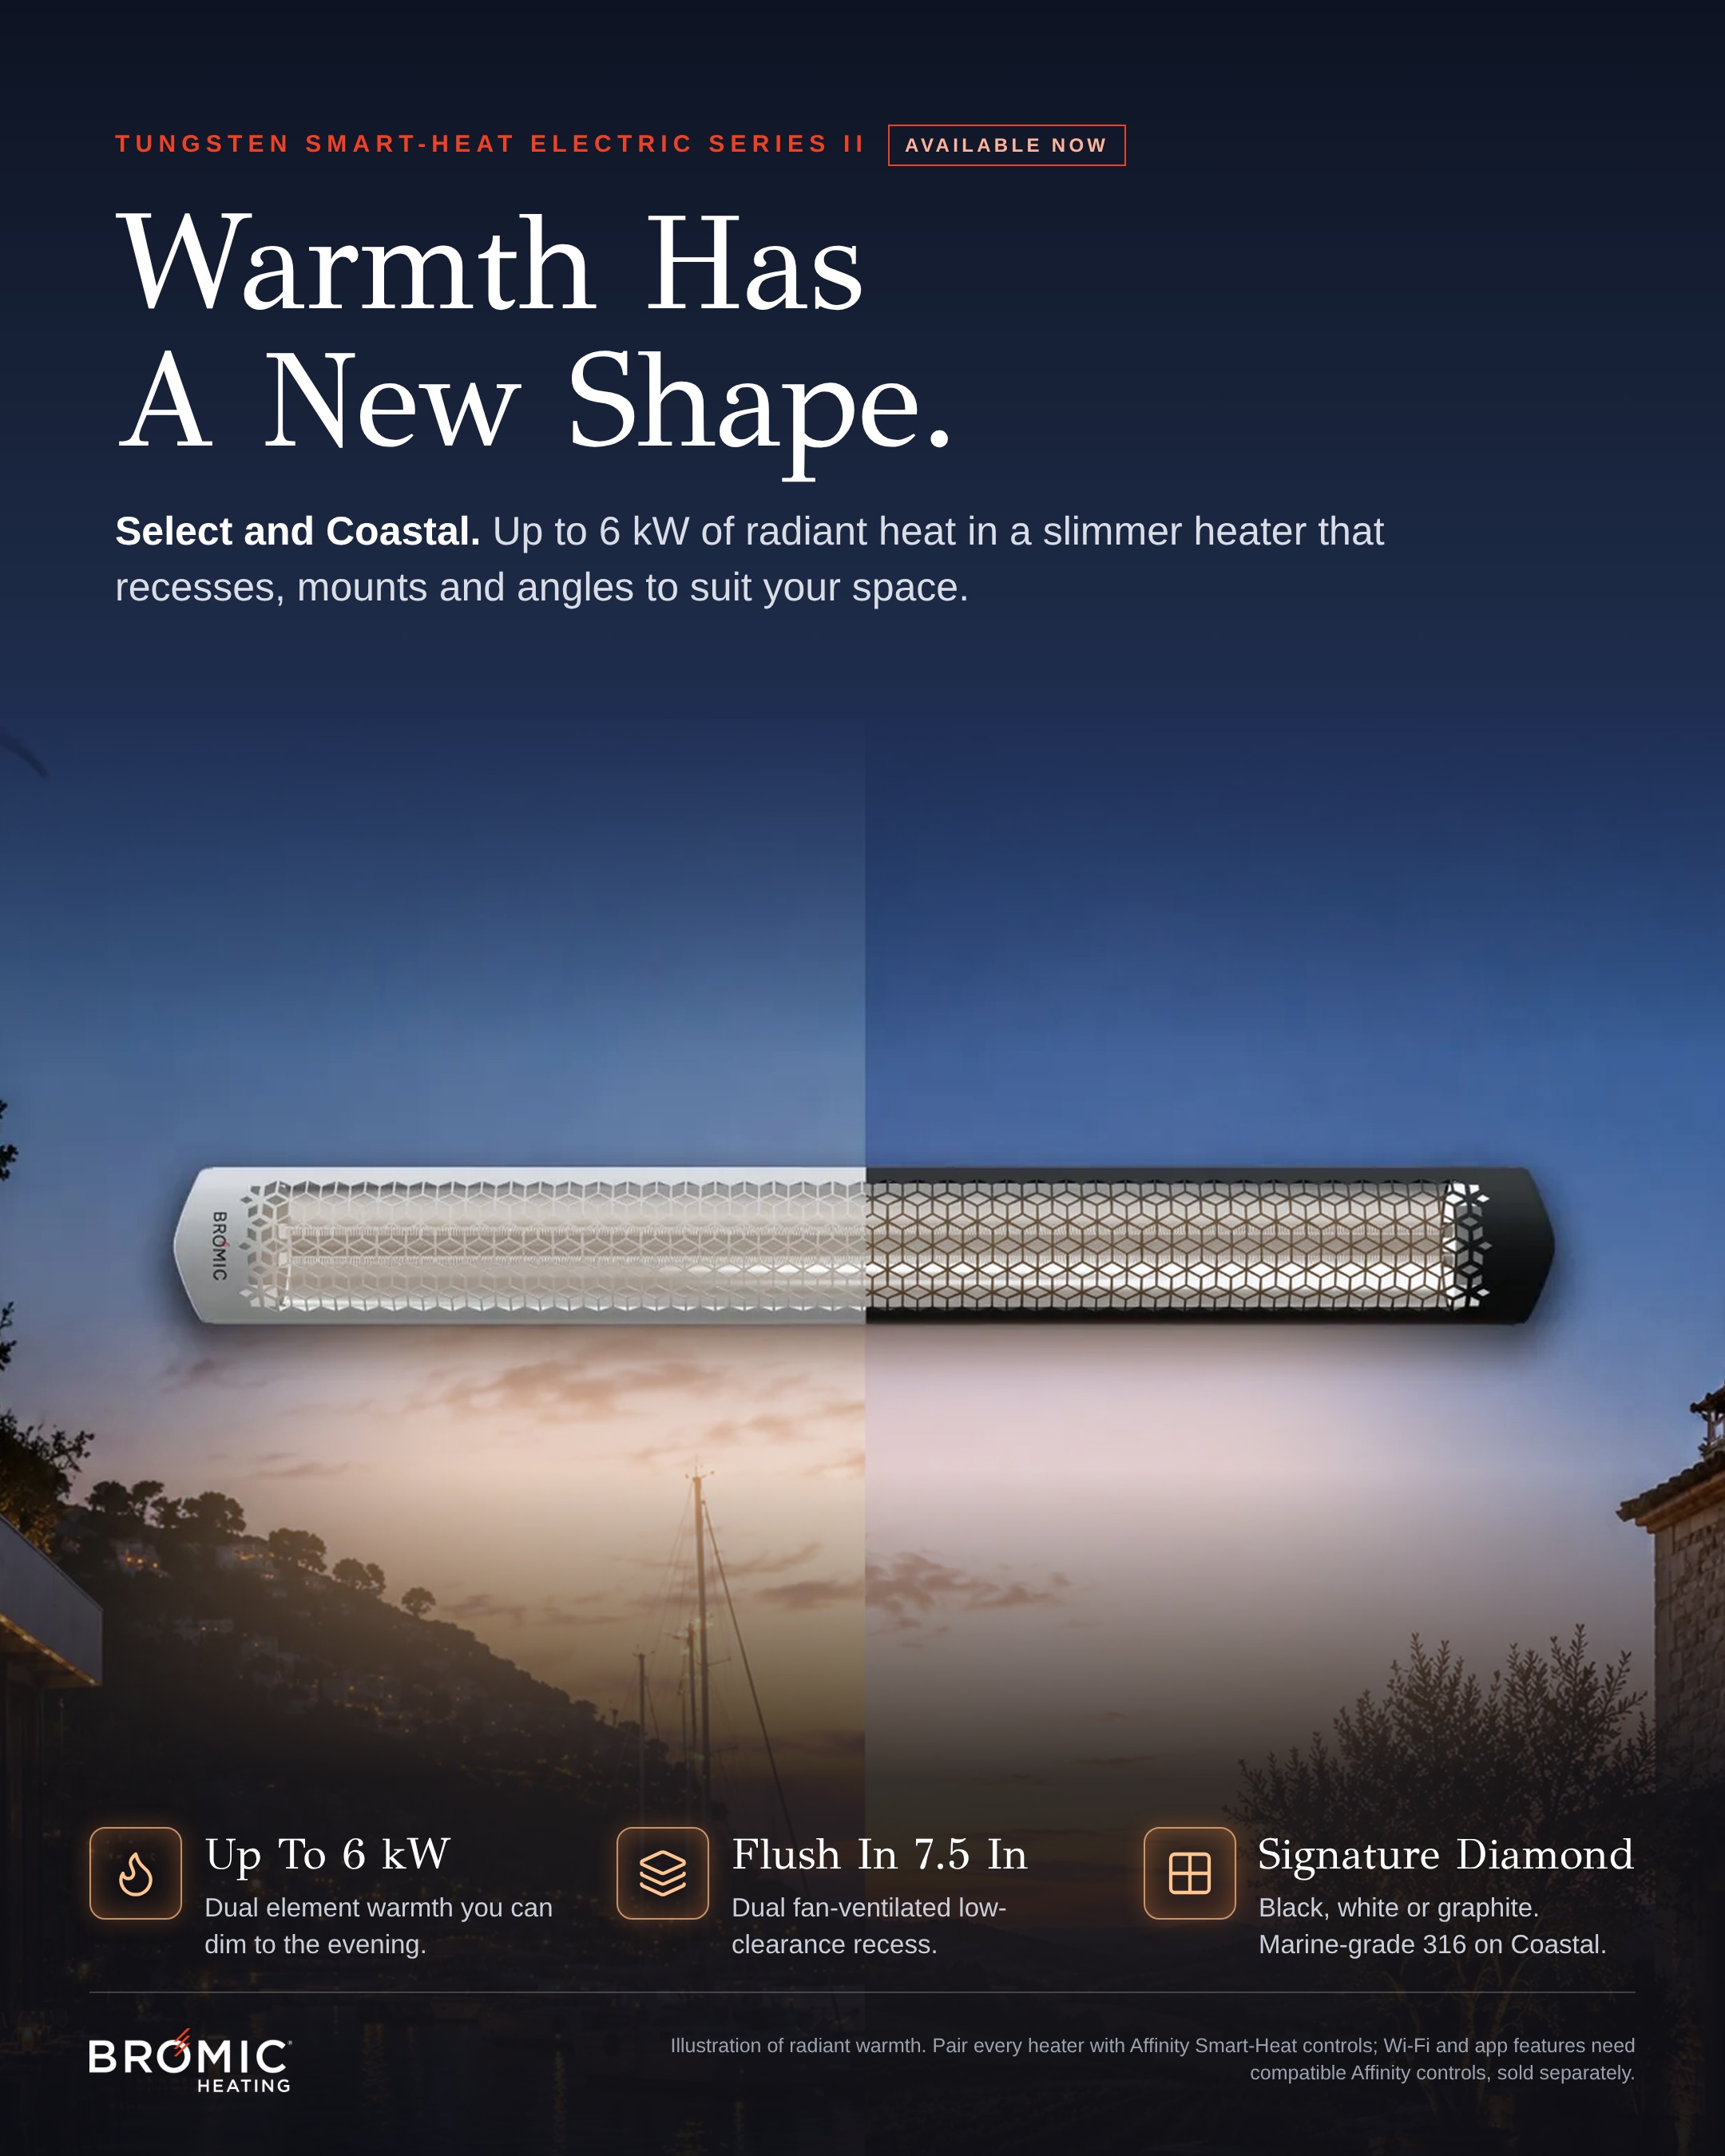 TUNGSTEN SMART-HEAT ELECTRIC SERIES II AVAILABLE NOW
Warmth Has
A New Shape.
Select and Coastal. Up to 6 kW of radiant heat in a slimmer heater that
recesses, mounts and angles to suit your space.
BROMIC
Up To 6 kW
Dual element warmth you can
dim to the evening.
Flush In 7.5 In
Dual fan-ventilated low-
clearance recess.
Signature Diamond
Black, white or graphite.
Marine-grade 316 on Coastal.
BROMIC
HEATING
Illustration of radiant warmth. Pair every heater with Affinity Smart-Heat controls; Wi-Fi and app features need
compatible Affinity controls, sold separately.